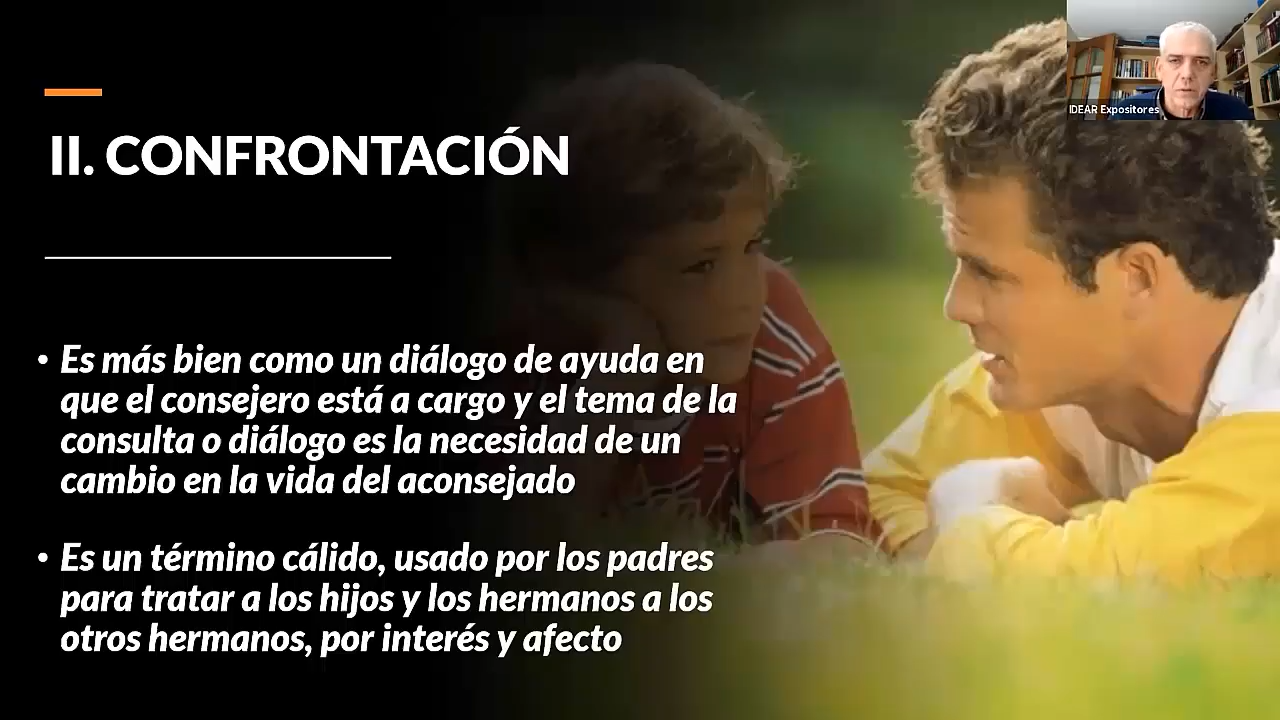 IDEAR Expositores
II. CONFRONTACIÓN
• Es más bien como un diálogo de ayuda en
que el consejero está a cargo y el tema de la
consulta o diálogo es la necesidad de un
cambio en la vida del aconsejado
• Es un término cálido, usado por los padres
para tratar a los hijos y los hermanos a los
otros hermanos, por interés y afecto